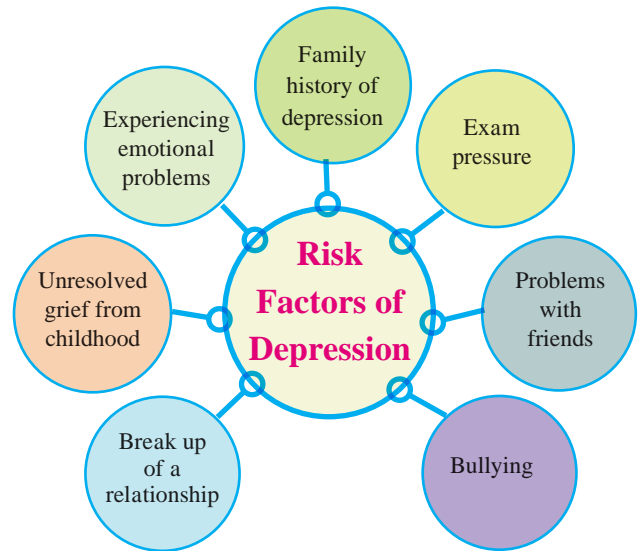 Family
history of
depression
Exam
pressure
Problems
with
friends
Bullying
Break up
of a
relationship
Unresolved
grief from
childhood
Experiencing
emotional
problems
Risk
Factors of
Depression